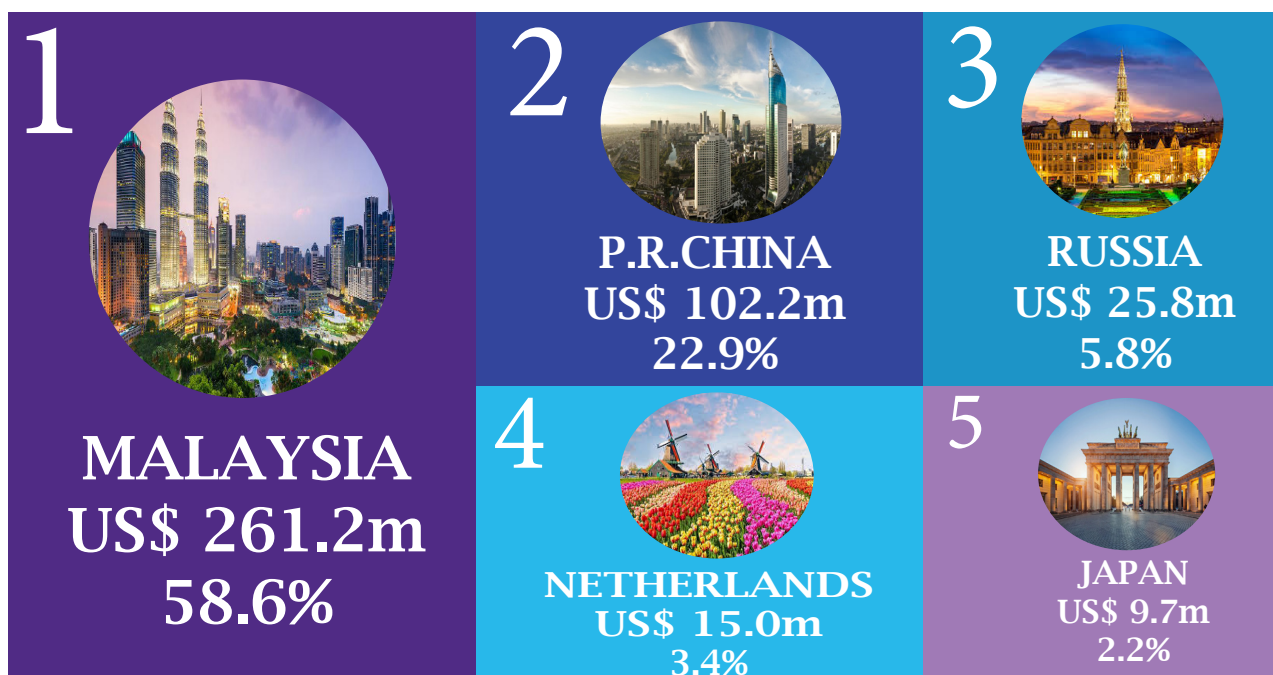 1
MALAYSIA
US$ 261.2m
58.6%
2
P.R.CHINA
US$ 102.2m
22.9%
3
RUSSIA
US$ 25.8m
5.8%
4
NETHERLANDS
US$ 15.0m
3.4%
5
JAPAN
US$ 9.7m
2.2%